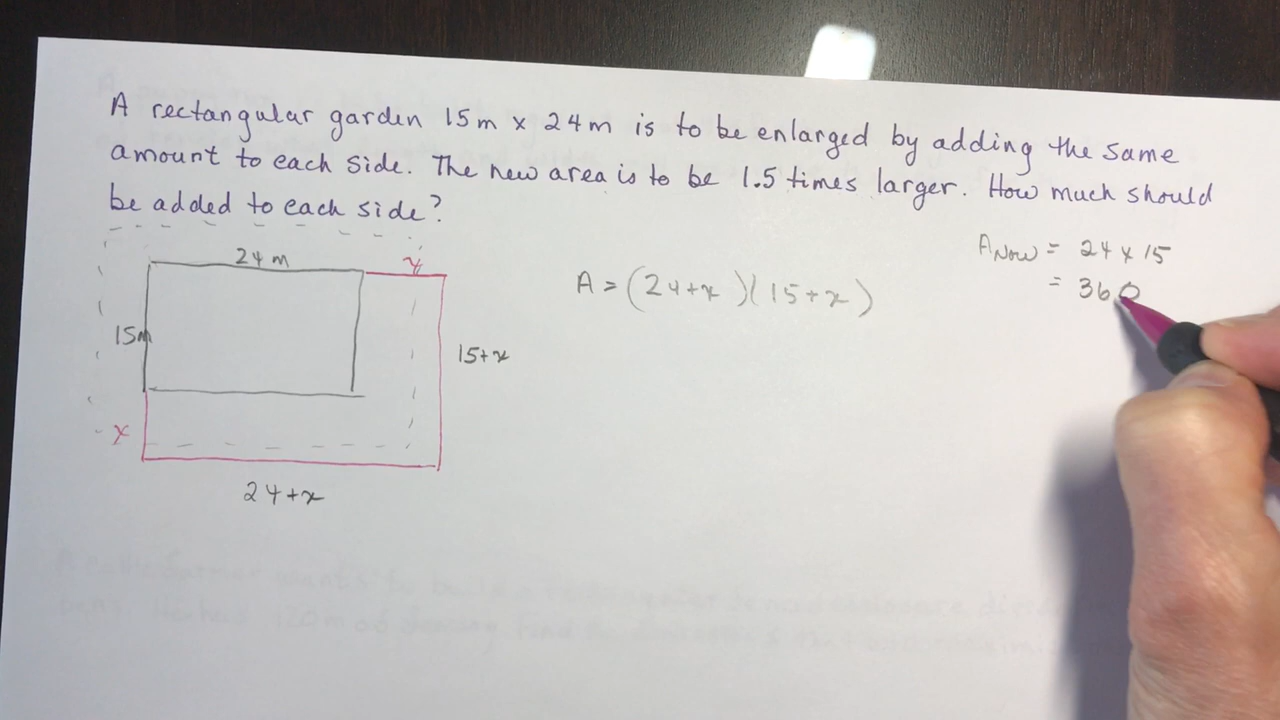 A rectangular garden 15m x 24m is to be enlarged by adding the same
amount to each side. The new area is to be 1.5 times larger. How much should
be added to each side?
24m
x
15m
15+x
x
24+x
A = (24+x)(15+x)
A NOW = 24 x 15
= 360